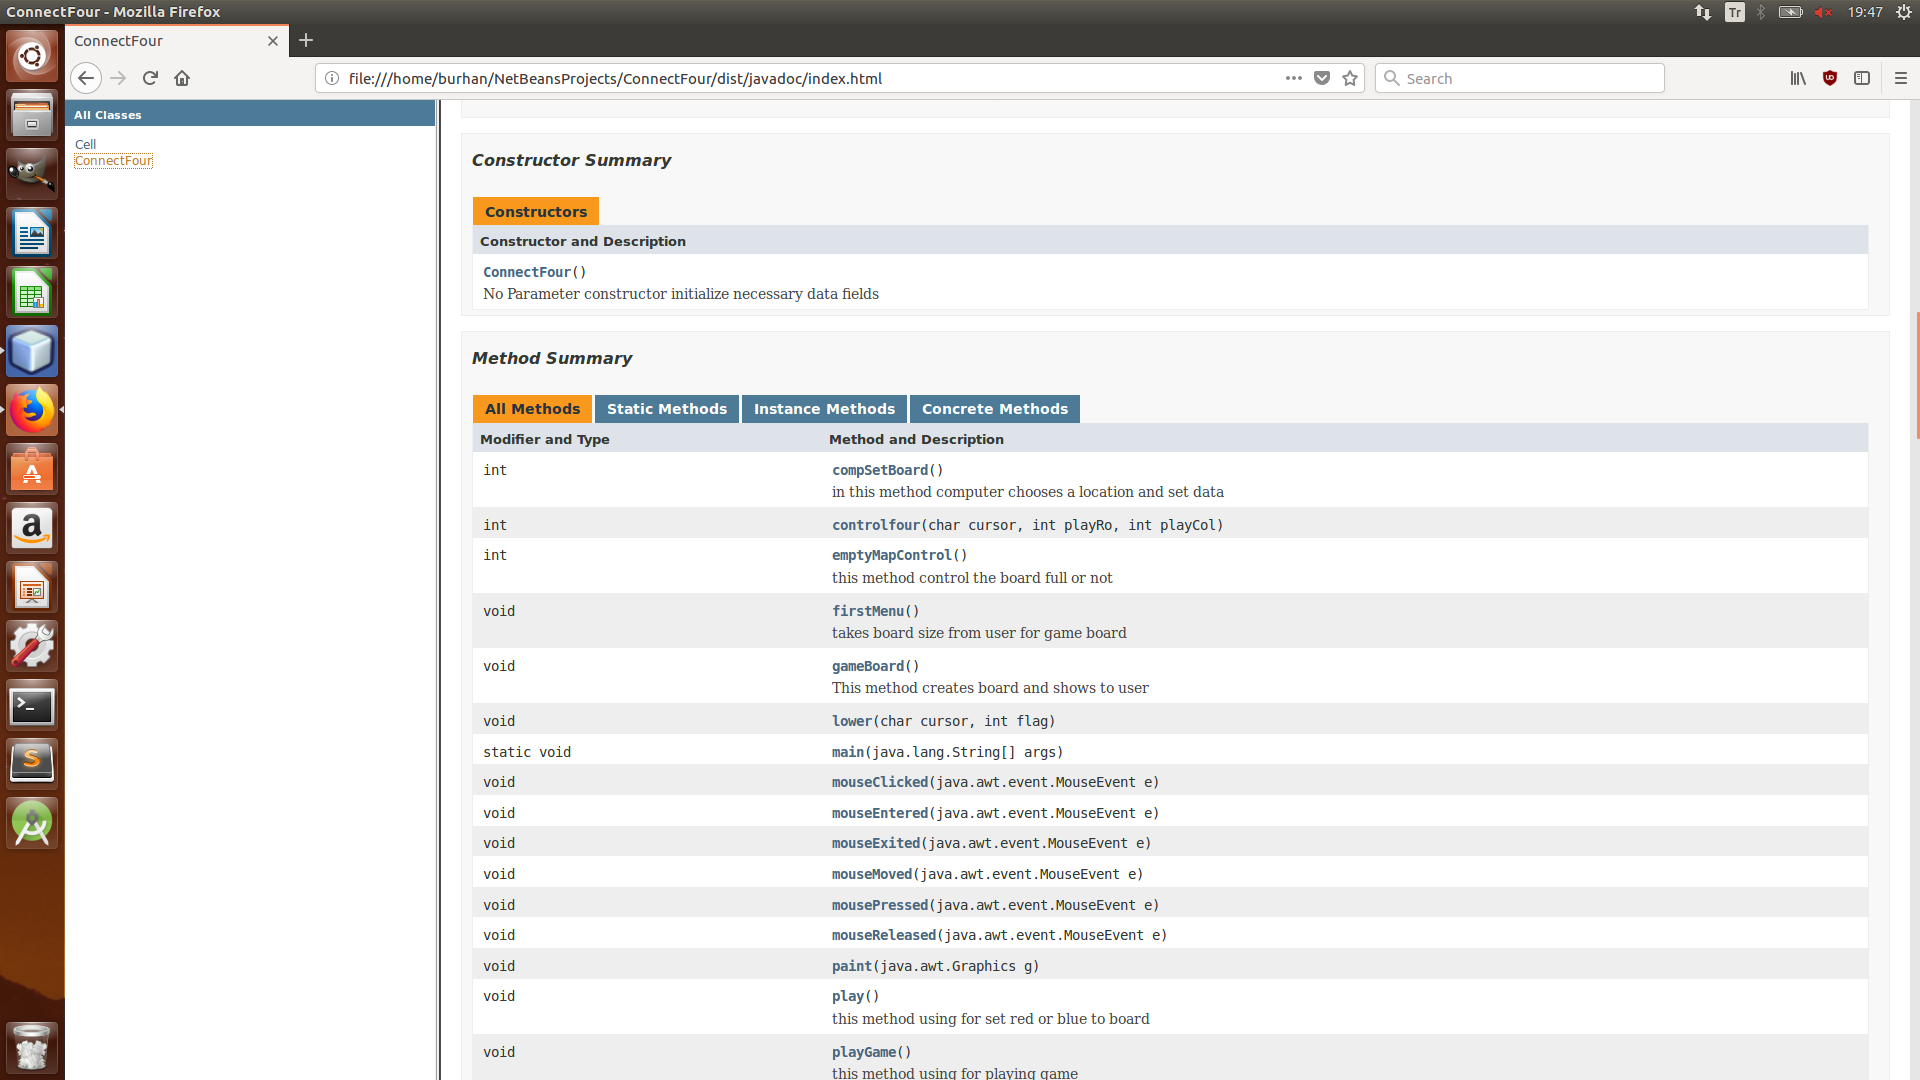 ConnectFour - Mozilla Firefox
Tr
19:47
ConnectFour
file:///home/burhan/NetBeansProjects/ConnectFour/dist/javadoc/index.html
Search
All Classes
Cell
ConnectFour
Constructor Summary
Constructors
Constructor and Description
ConnectFour()
No Parameter constructor initialize necessary data fields
Method Summary
All Methods Static Methods Instance Methods Concrete Methods
Modifier and Type Method and Description
int compSetBoard()
in this method computer chooses a location and set data
int controlfour(char cursor, int playRo, int playCol)
int emptyMapControl()
this method control the board full or not
void firstMenu()
takes board size from user for game board
void gameBoard()
This method creates board and shows to user
void lower(char cursor, int flag)
static void main(java.lang.String[] args)
void mouseClicked(java.awt.event.MouseEvent e)
void mouseEntered(java.awt.event.MouseEvent e)
void mouseExited(java.awt.event.MouseEvent e)
void mouseMoved(java.awt.event.MouseEvent e)
void mousePressed(java.awt.event.MouseEvent e)
void mouseReleased(java.awt.event.MouseEvent e)
void paint(java.awt.Graphics g)
void play()
this method using for set red or blue to board
void playGame()
this method using for playing game